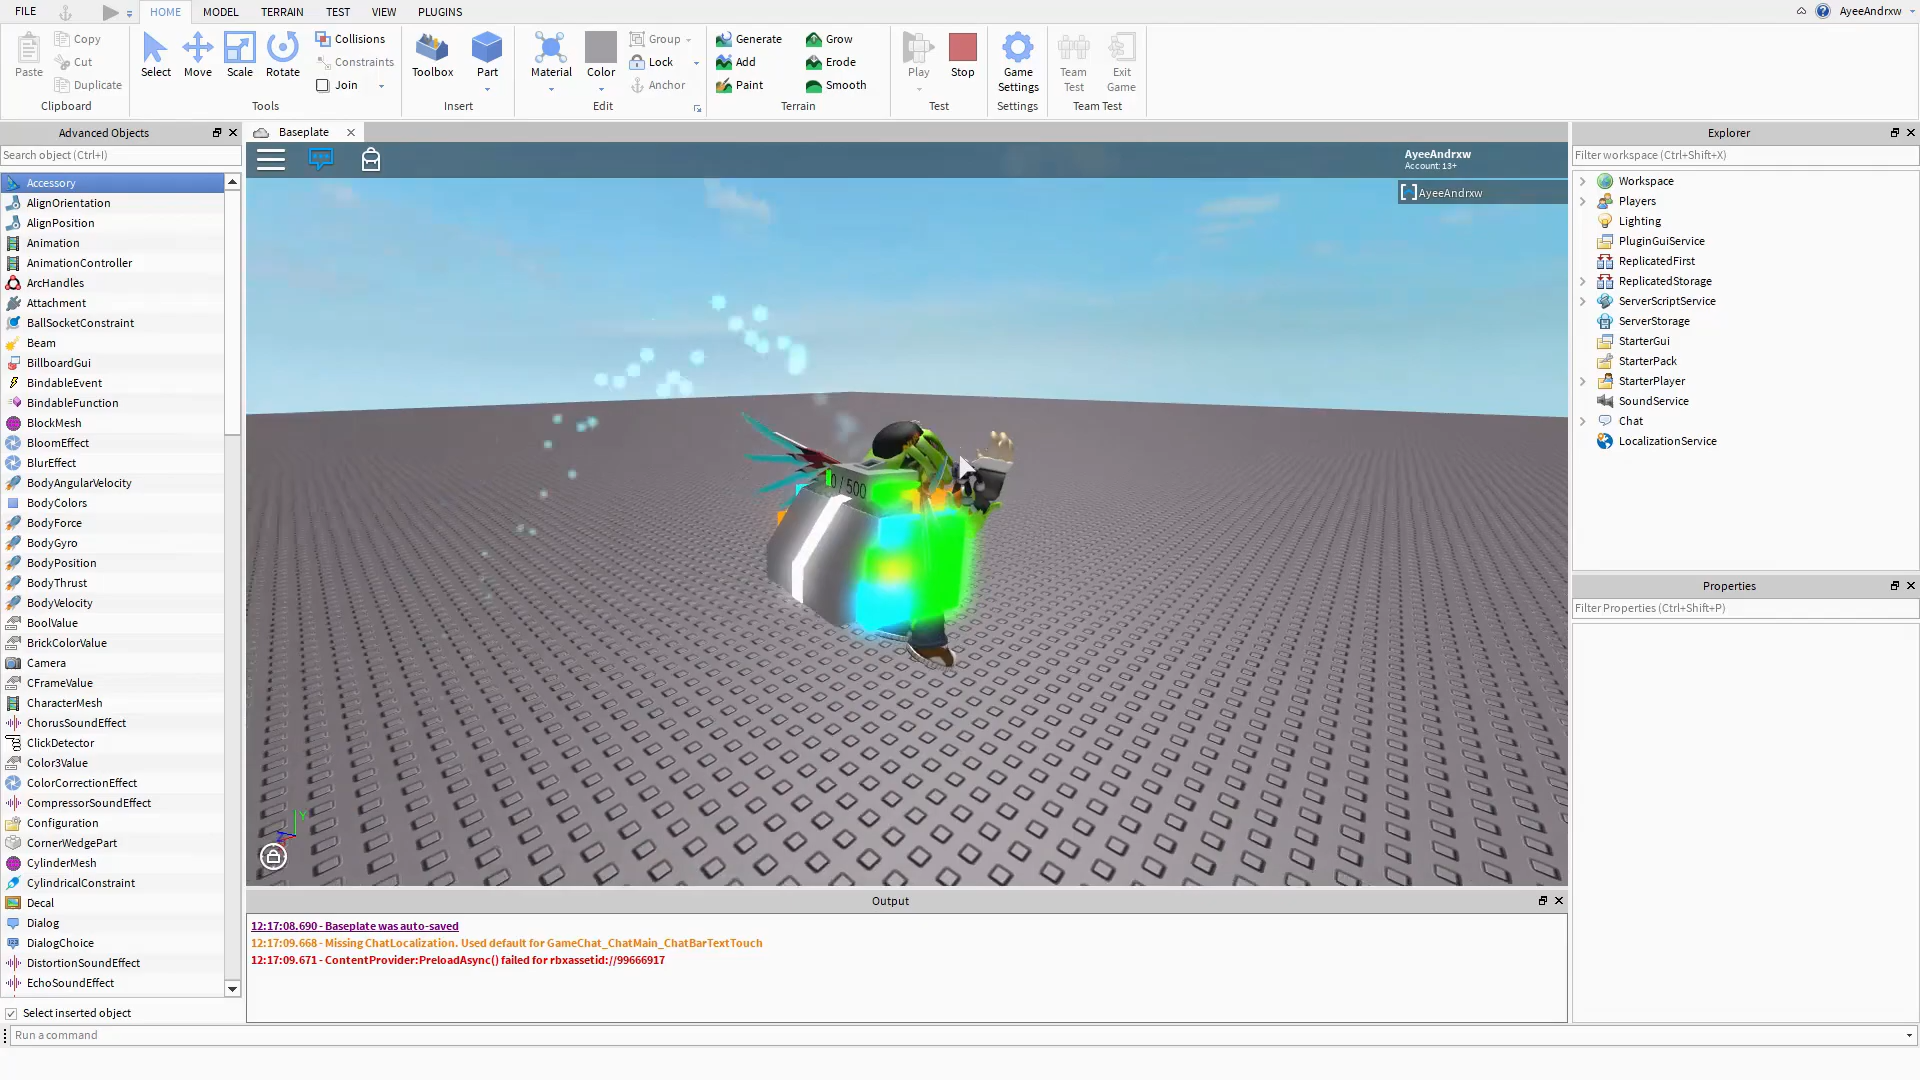 FILE
HOME
MODEL
TERRAIN
TEST
VIEW
PLUGINS
AyeeAndrxw
Paste
Copy
Cut
Duplicate
Clipboard
Select
Move
Scale
Rotate
Collisions
Constraints
Join
Tools
Toolbox
Part
Insert
Material
Color
Group
Lock
Anchor
Edit
Generate
Add
Paint
Grow
Erode
Smooth
Terrain
Play
Stop
Test
Game
Settings
Settings
Team
Test
Exit
Game
Team Test
Advanced Objects
Search object (Ctrl+I)
Accessory
AlignOrientation
AlignPosition
Animation
AnimationController
ArcHandles
Attachment
BallSocketConstraint
Beam
BillboardGui
BindableEvent
BindableFunction
BlockMesh
BloomEffect
BlurEffect
BodyAngularVelocity
BodyColors
BodyForce
BodyGyro
BodyPosition
BodyThrust
BodyVelocity
BoolValue
BrickColorValue
Camera
CFrameValue
CharacterMesh
ChorusSoundEffect
ClickDetector
Color3Value
ColorCorrectionEffect
CompressorSoundEffect
Configuration
CornerWedgePart
CylinderMesh
CylindricalConstraint
Decal
Dialog
DialogChoice
DistortionSoundEffect
EchoSoundEffect
Select inserted object
Run a command
Baseplate
AyeeAndrxw
Account: 13+
AyeeAndrxw
0 / 500
Y
Z
Output
12:17:08.690 - Baseplate was auto-saved
12:17:09.668 - Missing ChatLocalization. Used default for GameChat_ChatMain_ChatBarTextTouch
12:17:09.671 - ContentProvider:PreloadAsync() failed for rbxassetid://99666917
Explorer
Filter workspace (Ctrl+Shift+X)
Workspace
Players
Lighting
PluginGuiService
ReplicatedFirst
ReplicatedStorage
ServerScriptService
ServerStorage
StarterGui
StarterPack
StarterPlayer
SoundService
Chat
LocalizationService
Properties
Filter Properties (Ctrl+Shift+P)